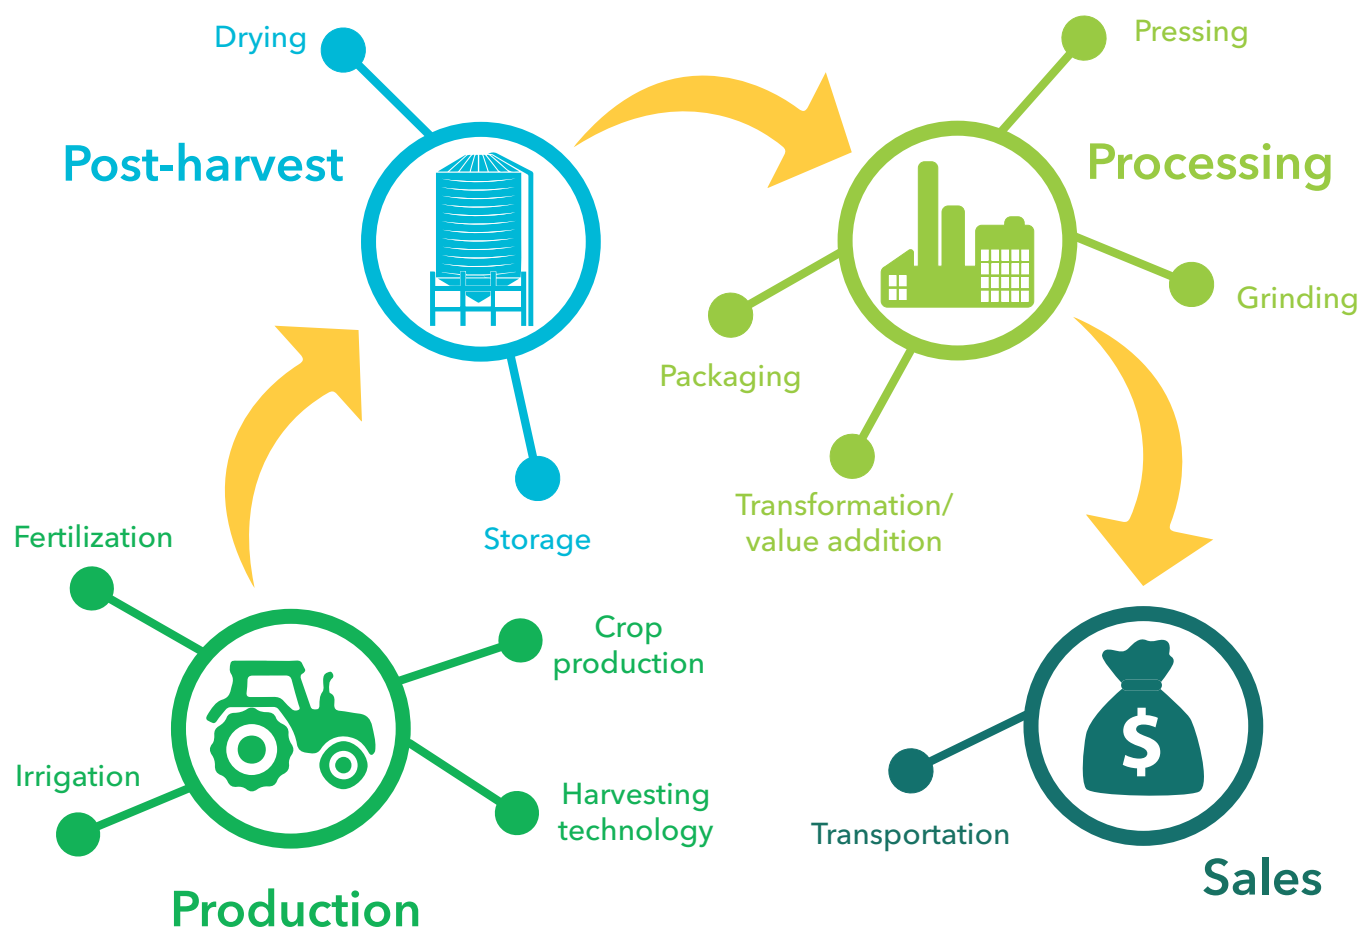 Drying
Post-harvest
Storage
Pressing
Processing
Grinding
Packaging
Transformation/
value addition
Fertilization
Crop
production
Irrigation
Harvesting
technology
Production
Transportation
$
Sales